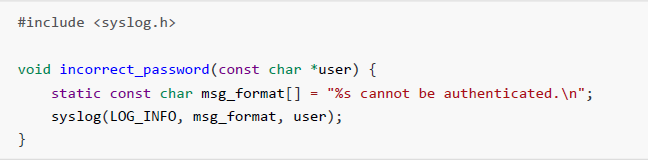 #include <syslog.h>

void incorrect_password(const char *user) {
    static const char msg_format[] = "%s cannot be authenticated.\n";
    syslog(LOG_INFO, msg_format, user);
}